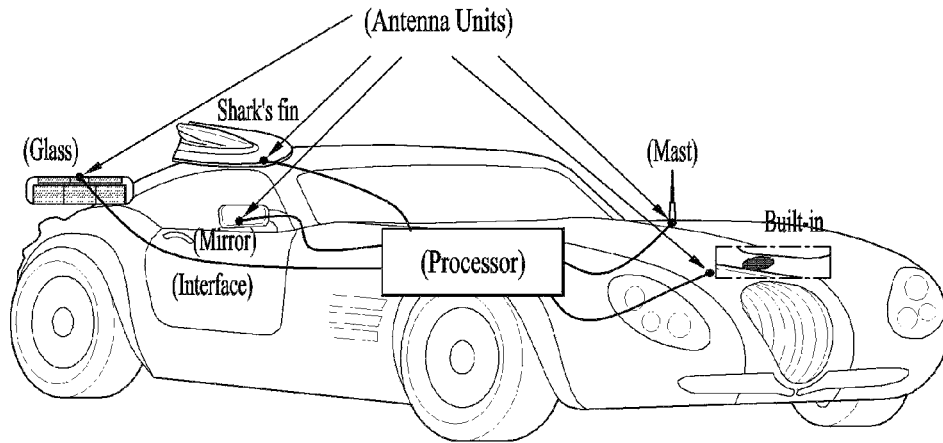 (Antenna Units)
Shark's fin
(Glass)
(Mast)
Built-in
(Mirror)
(Processor)
(Interface)